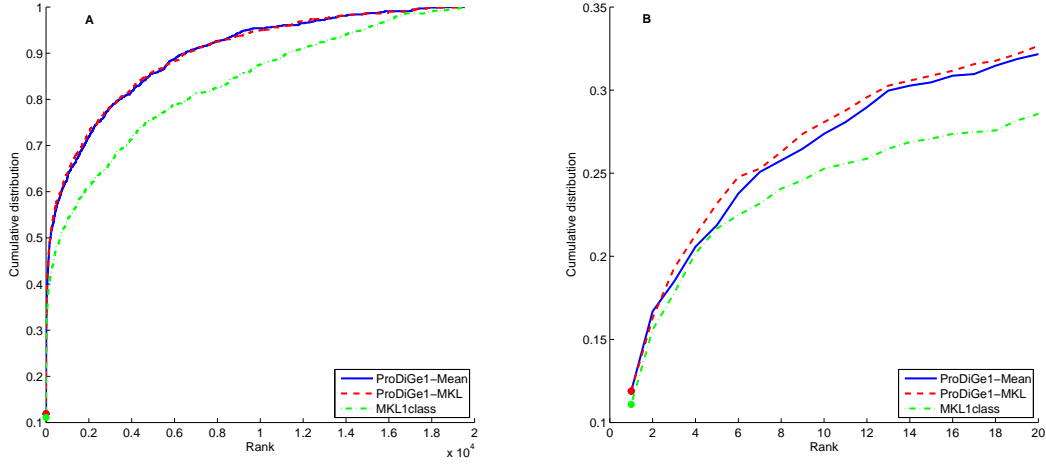 A
1
0.9
0.8
0.7
0.6
0.5
0.4
0.3
0.2
0.1
Cumulative distribution
0 0.2 0.4 0.6 0.8 1 1.2 1.4 1.6 1.8 2
x 10^4
Rank
ProDiGe1−Mean
ProDiGe1−MKL
MKL1class
B
0.35
0.3
0.25
0.2
0.15
0.1
Cumulative distribution
0 2 4 6 8 10 12 14 16 18 20
Rank
ProDiGe1−Mean
ProDiGe1−MKL
MKL1class